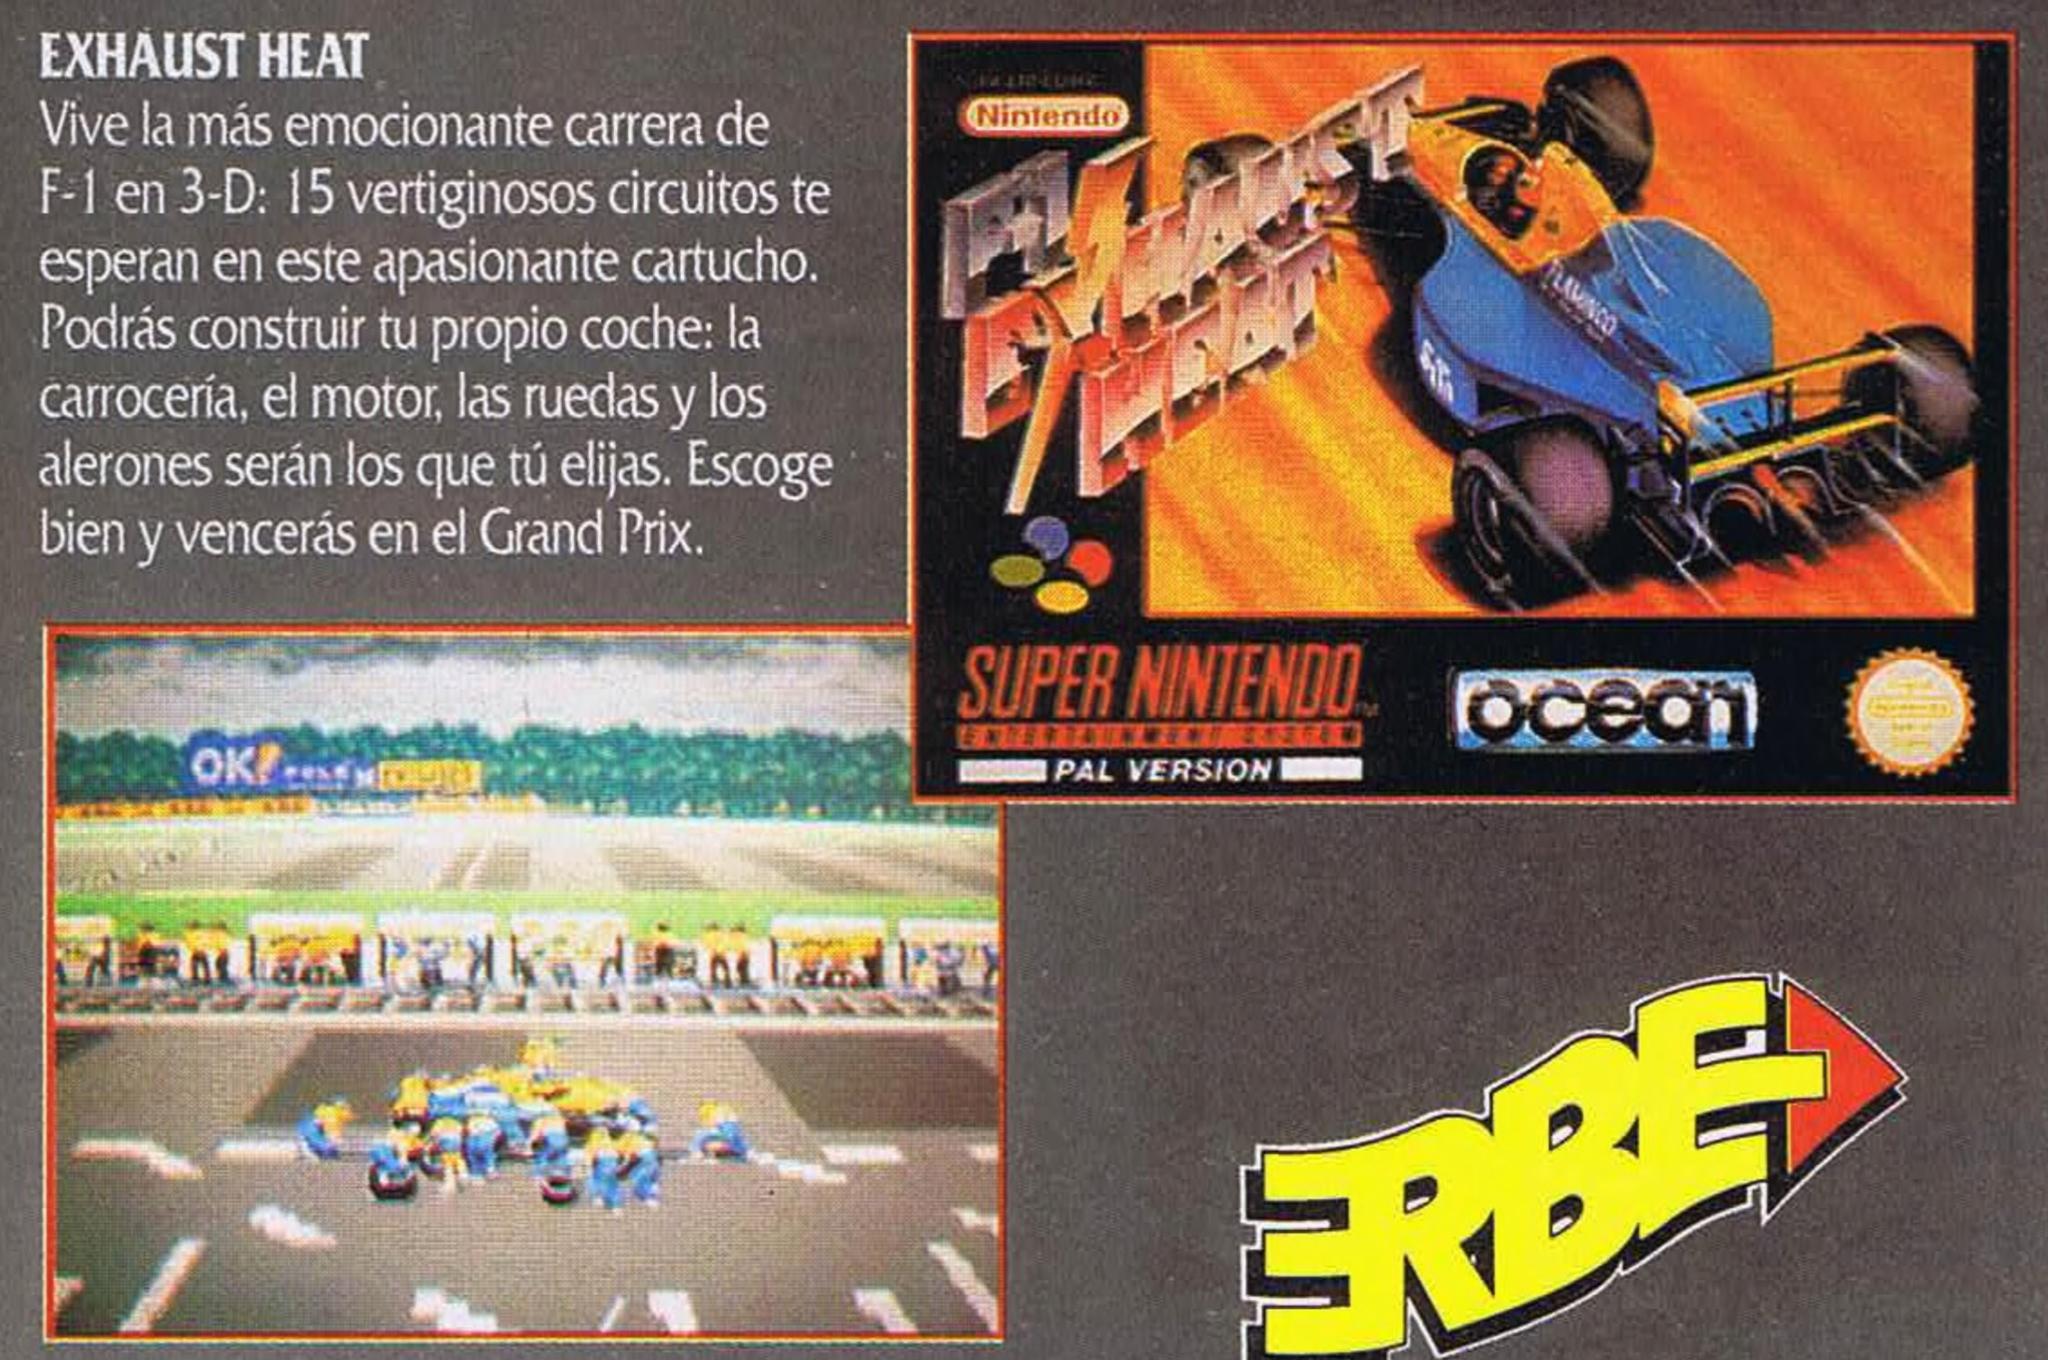 EXHAUST HEAT
Vive la más emocionante carrera de
F-1 en 3-D: 15 vertiginosos circuitos te
esperan en este apasionante cartucho.
Podrás construir tu propio coche: la
carrocería, el motor, las ruedas y los
alerones serán los que tú elijas. Escoge
bien y vencerás en el Grand Prix.
Nintendo
EXHAUST
HEAT
FLAMINGO
SUPER NINTENDO
ENTERTAINMENT SYSTEM
PAL VERSION
ocean
Nintendo
OK!
ERBE